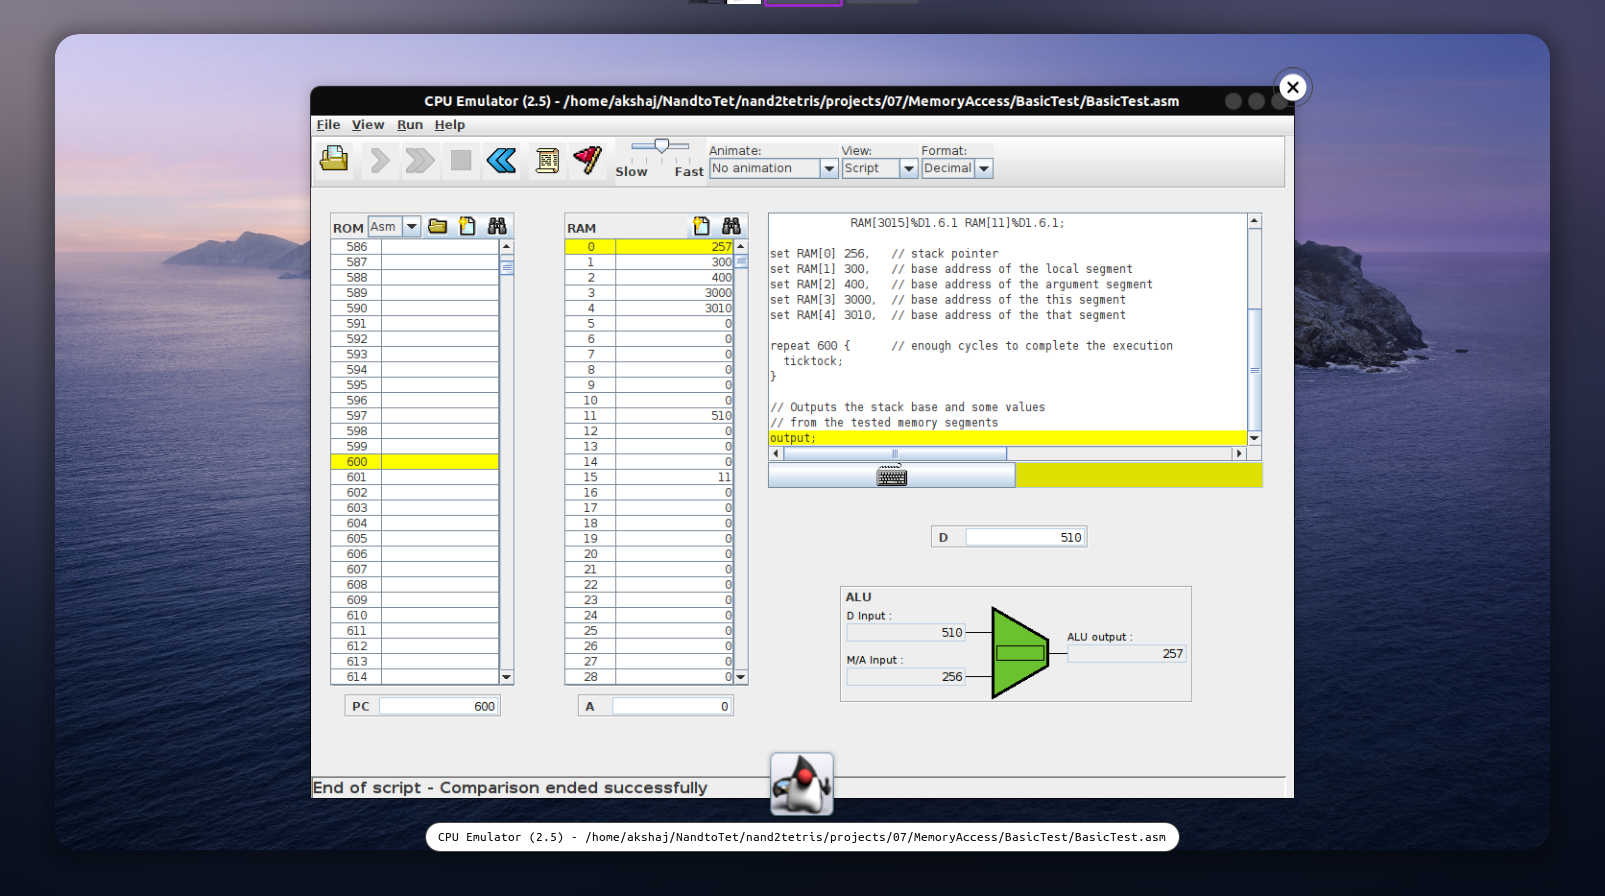 CPU Emulator (2.5) - /home/akshaj/NandtoTet/nand2tetris/projects/07/MemoryAccess/BasicTest/BasicTest.asm
File View Run Help
Slow Fast
Animate:
No animation
View:
Script
Format:
Decimal
ROM Asm
586
587
588
589
590
591
592
593
594
595
596
597
598
599
600
601
602
603
604
605
606
607
608
609
610
611
612
613
614
PC 600
RAM
0 257
1 300
2 400
3 3000
4 3010
5 0
6 0
7 0
8 0
9 0
10 0
11 510
12 0
13 0
14 0
15 11
16 0
17 0
18 0
19 0
20 0
21 0
22 0
23 0
24 0
25 0
26 0
27 0
28 0
A 0
RAM[3015]%D1.6.1 RAM[11]%D1.6.1;
set RAM[0] 256, // stack pointer
set RAM[1] 300, // base address of the local segment
set RAM[2] 400, // base address of the argument segment
set RAM[3] 3000, // base address of the this segment
set RAM[4] 3010, // base address of the that segment
repeat 600 { // enough cycles to complete the execution
ticktock;
}
// Outputs the stack base and some values
// from the tested memory segments
output;
D 510
ALU
D Input :
510
M/A Input :
256
ALU output :
257
End of script - Comparison ended successfully
CPU Emulator (2.5) - /home/akshaj/NandtoTet/nand2tetris/projects/07/MemoryAccess/BasicTest/BasicTest.asm